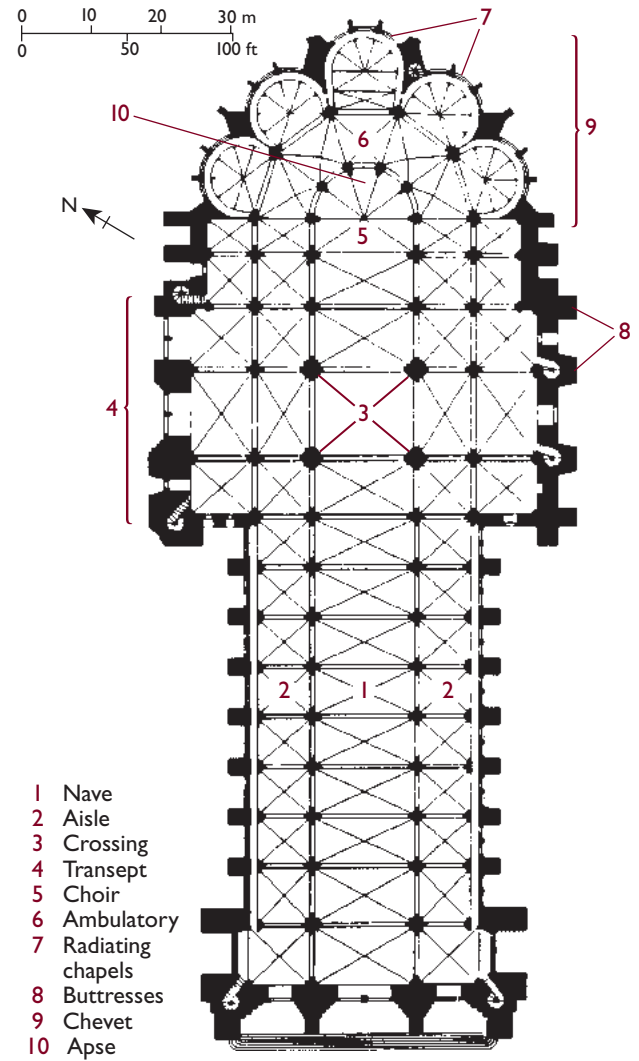 0 10 20 30 m
0 50 100 ft
7
10
6
9
N
5
8
4
3
2 1 2
1 Nave
2 Aisle
3 Crossing
4 Transept
5 Choir
6 Ambulatory
7 Radiating
chapels
8 Buttresses
9 Chevet
10 Apse